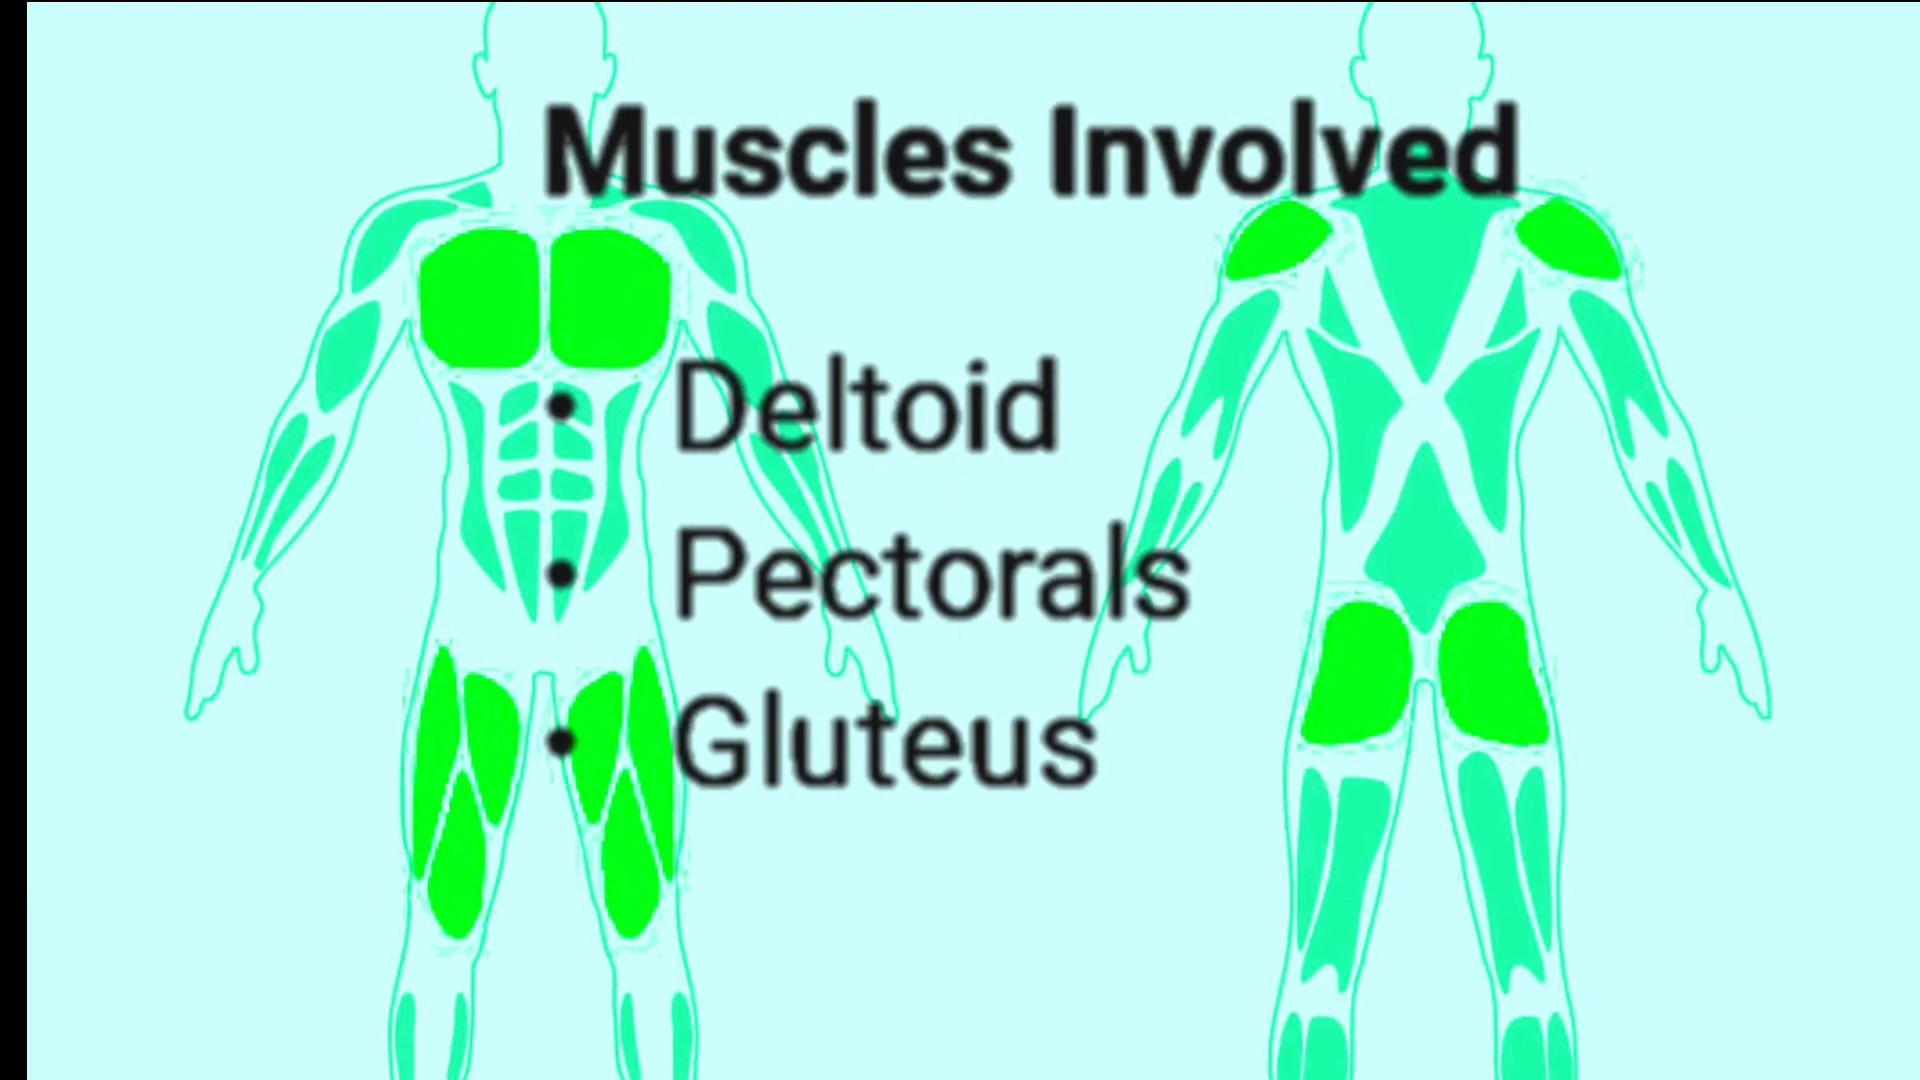 Muscles Involved
• Deltoid
• Pectorals
• Gluteus